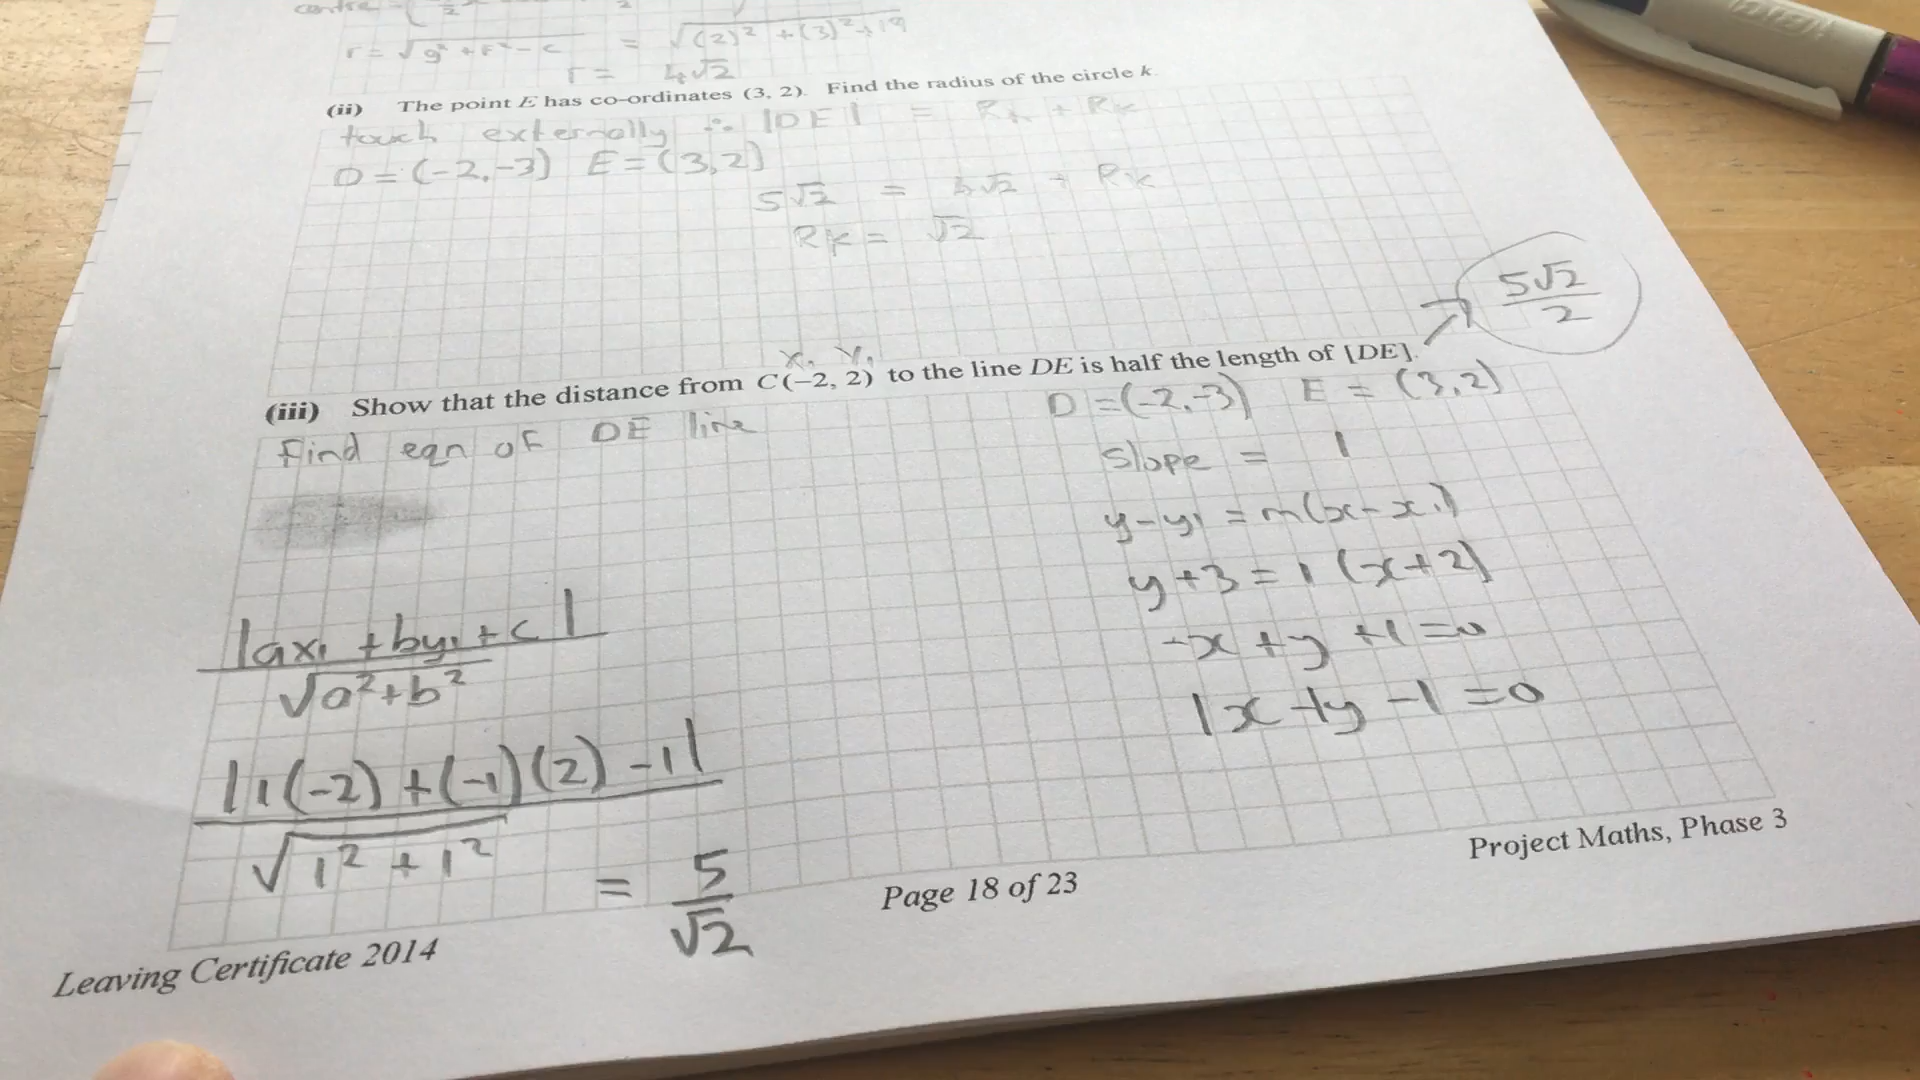 centre =
r = √g² + f² - c = √(2)² + (3)² + 19
r = 4√2
(ii) The point E has co-ordinates (3, 2). Find the radius of the circle k.
touch externally ∴ |DE| =
D = (-2,-3) E = (3,2)
5√2 = 4√2 + Rk
Rk = √2
5√2/2
x₁ y₁
(iii) Show that the distance from C(−2, 2) to the line DE is half the length of [DE].
Find eqn of DE line
D = (-2,-3) E = (3,2)
slope = 1
y-y₁ = m(x-x₁)
y+3 = 1(x+2)
-x+y+1=0
1x-1y-1=0
|ax₁ + by₁ + c|
√a²+b²
|1(-2) + (-1)(2) -1|
√1² + 1²
= 5/√2
Leaving Certificate 2014
Page 18 of 23
Project Maths, Phase 3